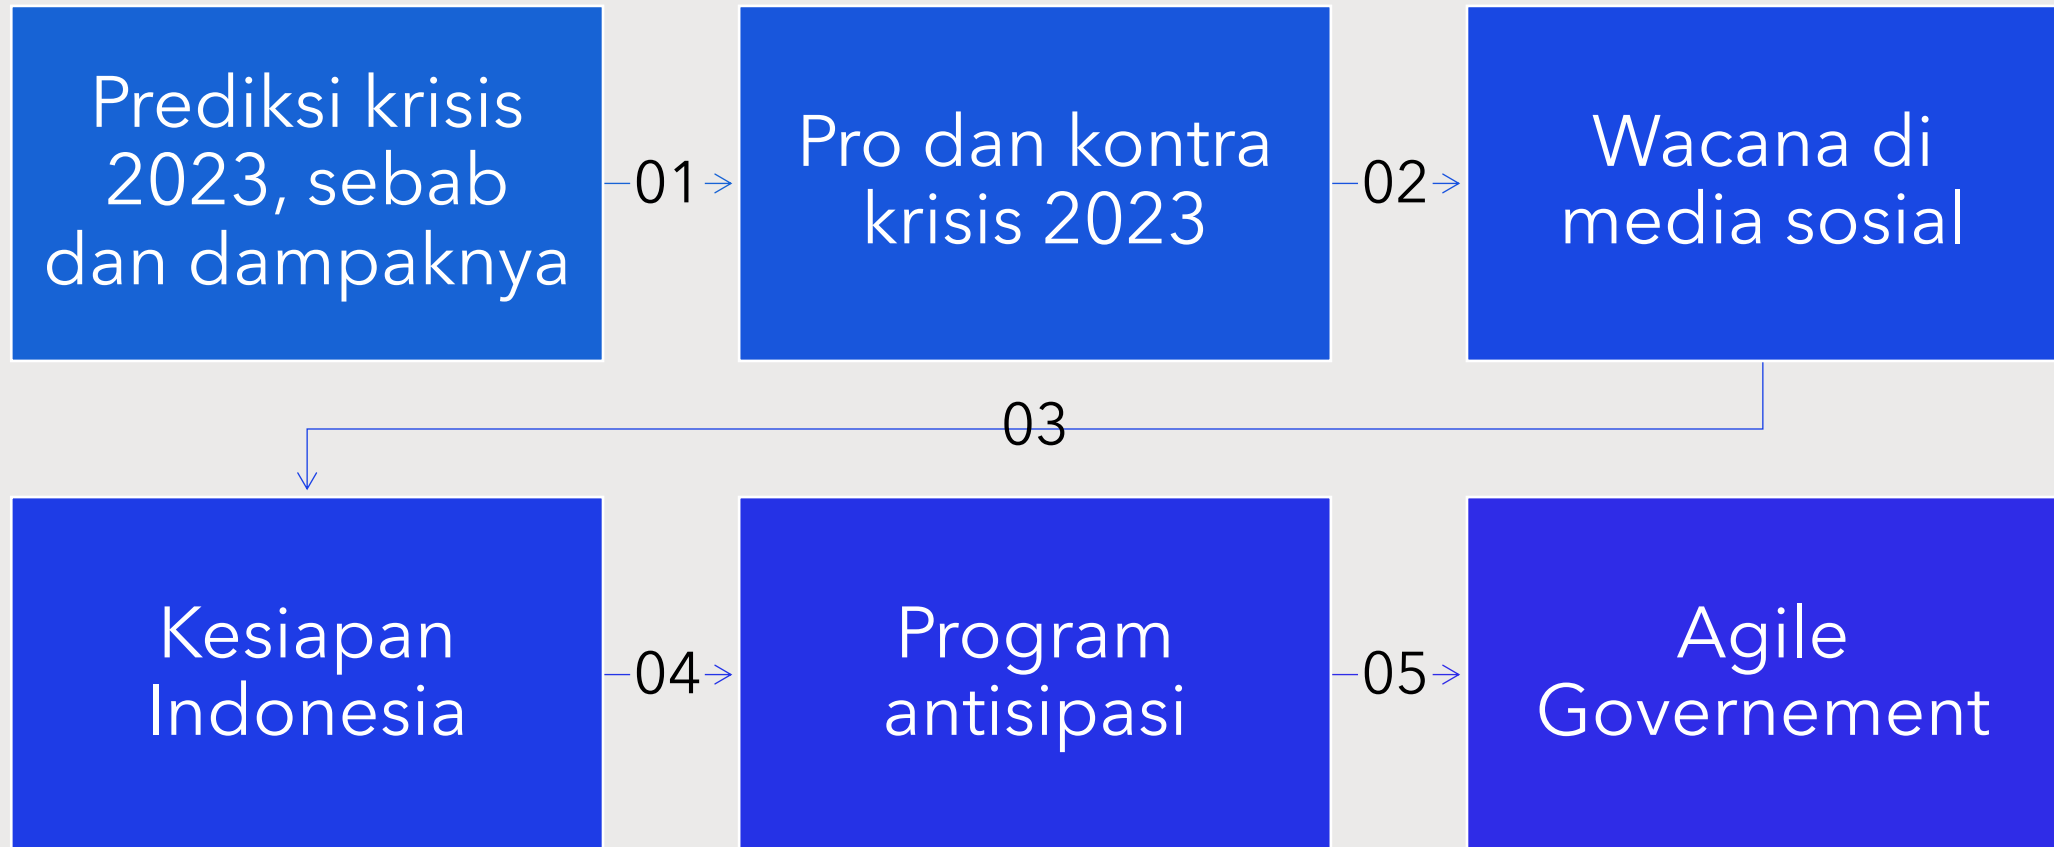 Prediksi krisis
2023, sebab
dan dampaknya
01
Pro dan kontra
krisis 2023
02
Wacana di
media sosial
03
Kesiapan
Indonesia
04
Program
antisipasi
05
Agile
Governement